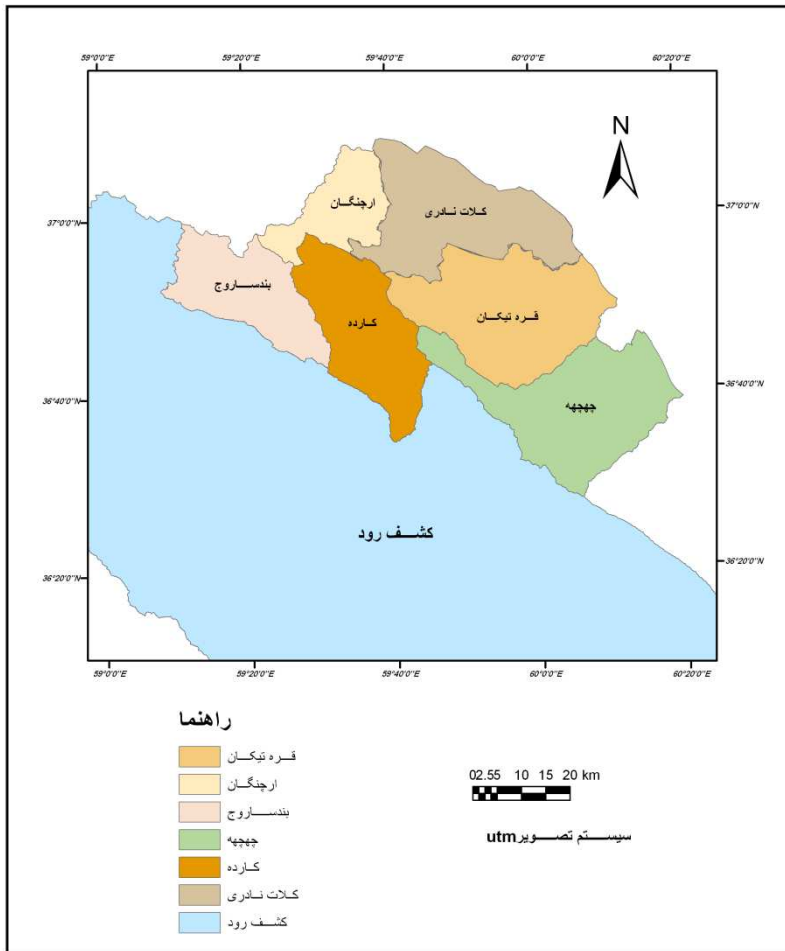 59°0'0"E 59°20'0"E 59°40'0"E 60°0'0"E 60°20'0"E
N
ارچنگان
کلات نادری
37°0'0"N 37°0'0"N
بندساروج
کارده
قره تیکان
36°40'0"N 36°40'0"N
چهچهه
کشف رود
36°20'0"N 36°20'0"N
59°0'0"E 59°20'0"E 59°40'0"E 60°0'0"E 60°20'0"E
راهنما
قره تیکان
ارچنگان
بندساروج
چهچهه
کارده
کلات نادری
کشف رود
02.55 10 15 20 km
سیستم تصویر utm